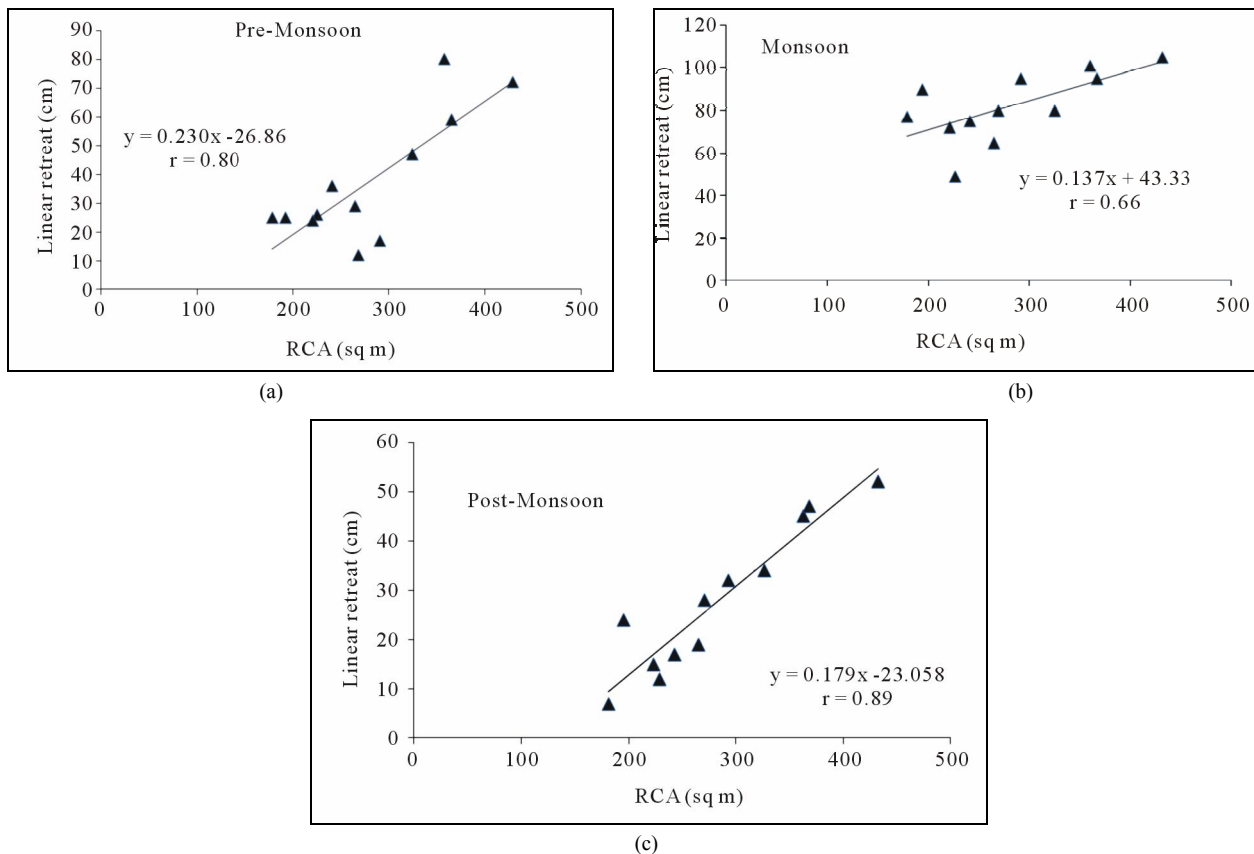 Pre-Monsoon
90
80
70
60
50
40
30
20
10
0
Linear retreat (cm)
y = 0.230x -26.86
r = 0.80
0 100 200 300 400 500
RCA (sq m)
(a)
Monsoon
120
100
80
60
40
20
0
Linear retreat (cm)
y = 0.137x + 43.33
r = 0.66
0 100 200 300 400 500
RCA (sq m)
(b)
Post-Monsoon
60
50
40
30
20
10
0
Linear retreat (cm)
y = 0.179x -23.058
r = 0.89
0 100 200 300 400 500
RCA (sq m)
(c)